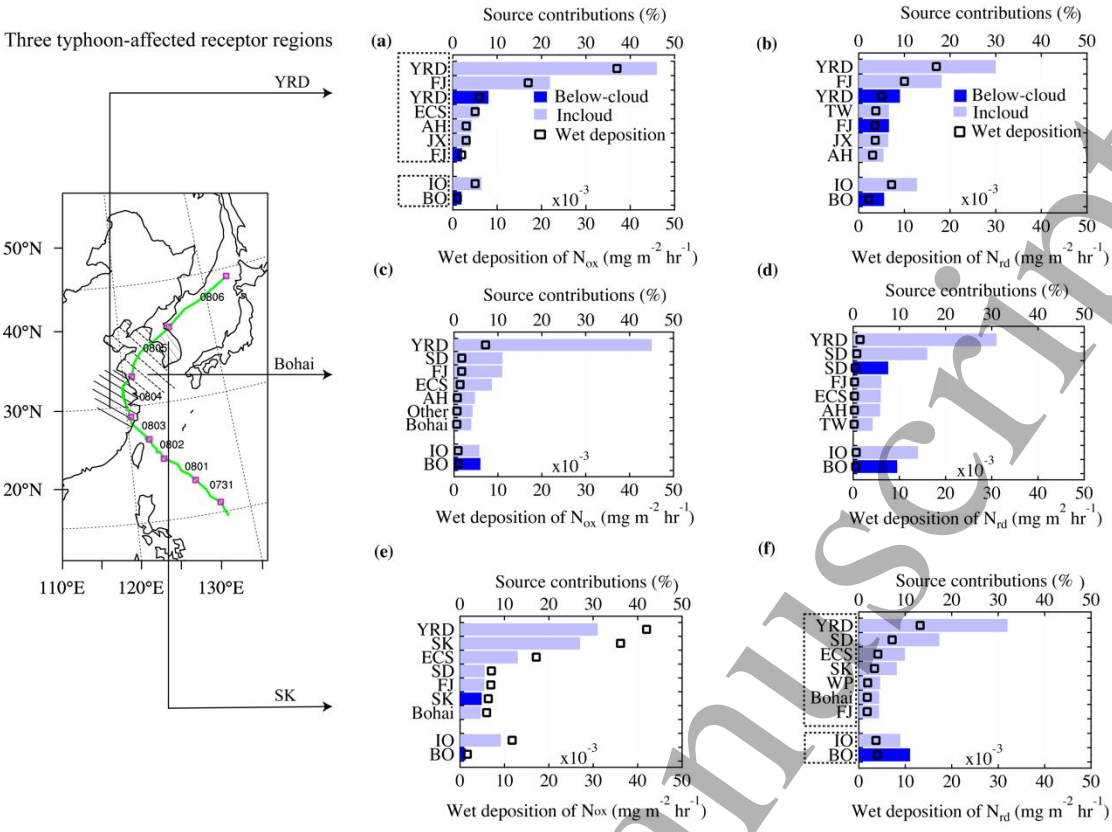 Three typhoon-affected receptor regions
YRD
Bohai
SK
50°N
40°N
30°N
20°N
110°E
120°E
130°E
0806
0805
0804
0803
0802
0801
0731
(a)
Source contributions (%)
0 10 20 30 40 50
YRD
FJ
YRD
ECS
AH
JX
FJ
IO
BO
Below-cloud
Incloud
Wet deposition
x10-3
0 10 20 30 40 50
Wet deposition of Nox (mg m-2 hr-1)
(b)
Source contributions (%)
0 10 20 30 40 50
YRD
FJ
YRD
TW
FJ
JX
AH
IO
BO
Below-cloud
Incloud
Wet deposition
x10-3
0 10 20 30 40 50
Wet deposition of Nrd (mg m-2 hr-1)
(c)
Source contributions (%)
0 10 20 30 40 50
YRD
SD
FJ
ECS
AH
Other
Bohai
IO
BO
x10-3
0 10 20 30 40 50
Wet deposition of Nox (mg m-2 hr-1)
(d)
Source contributions (%)
0 10 20 30 40 50
YRD
SD
SD
FJ
ECS
AH
TW
IO
BO
x10-3
0 10 20 30 40 50
Wet deposition of Nrd (mg m-2 hr-1)
(e)
Source contributions (%)
0 10 20 30 40 50
YRD
SK
ECS
SD
FJ
SK
Bohai
IO
BO
x10-3
0 10 20 30 40 50
Wet deposition of Nox (mg m-2 hr-1)
(f)
Source contributions (%)
0 10 20 30 40 50
YRD
SD
ECS
SK
WP
Bohai
FJ
IO
BO
x10-3
0 10 20 30 40 50
Wet deposition of Nrd (mg m-2 hr-1)